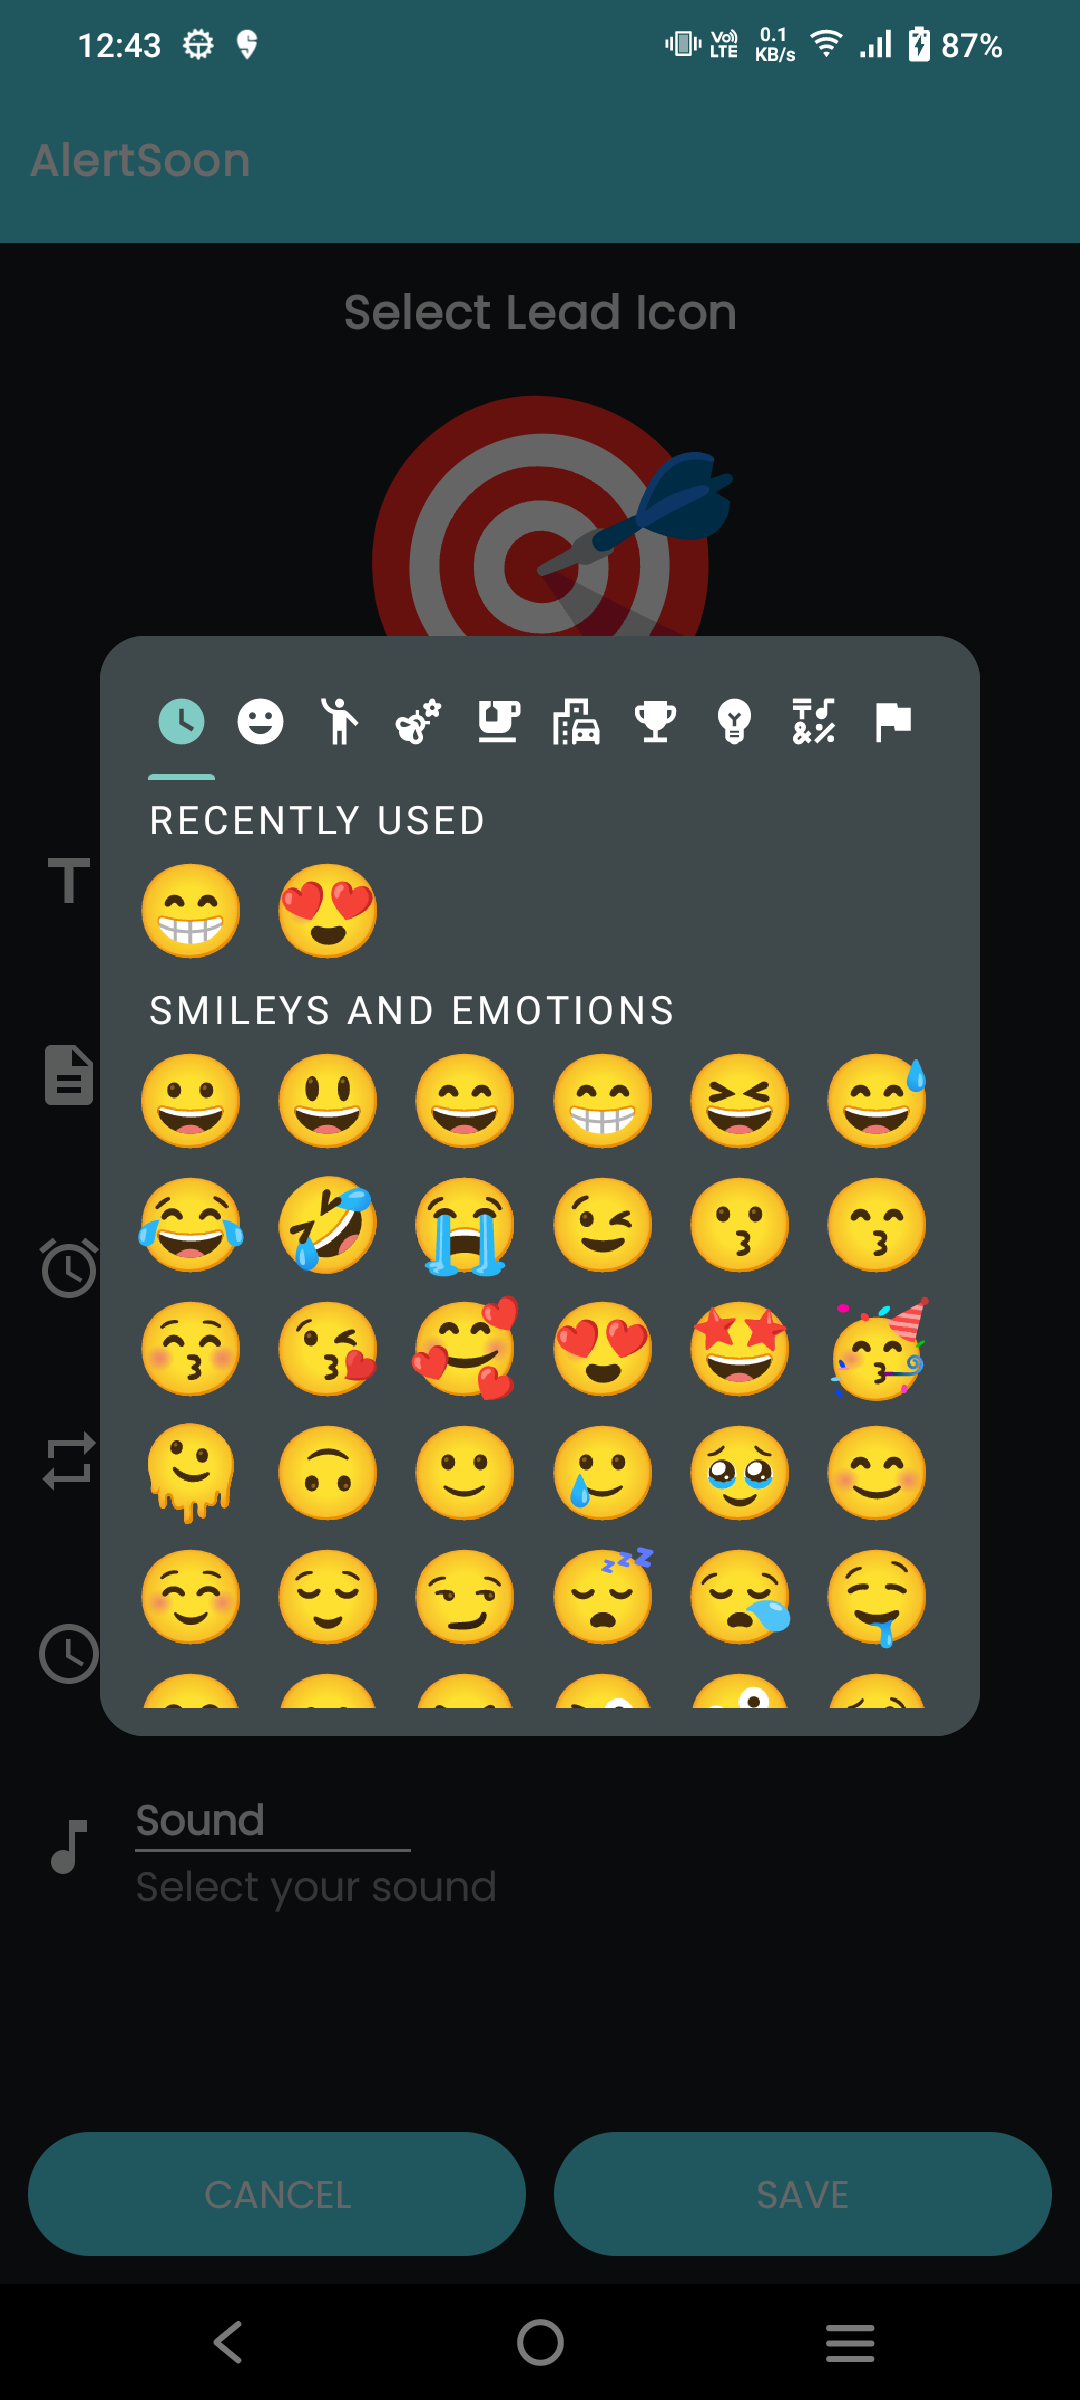 12:43 Vo) LTE 0.1 KB/s 87%
AlertSoon
Select Lead Icon
RECENTLY USED
SMILEYS AND EMOTIONS
Sound
Select your sound
CANCEL SAVE